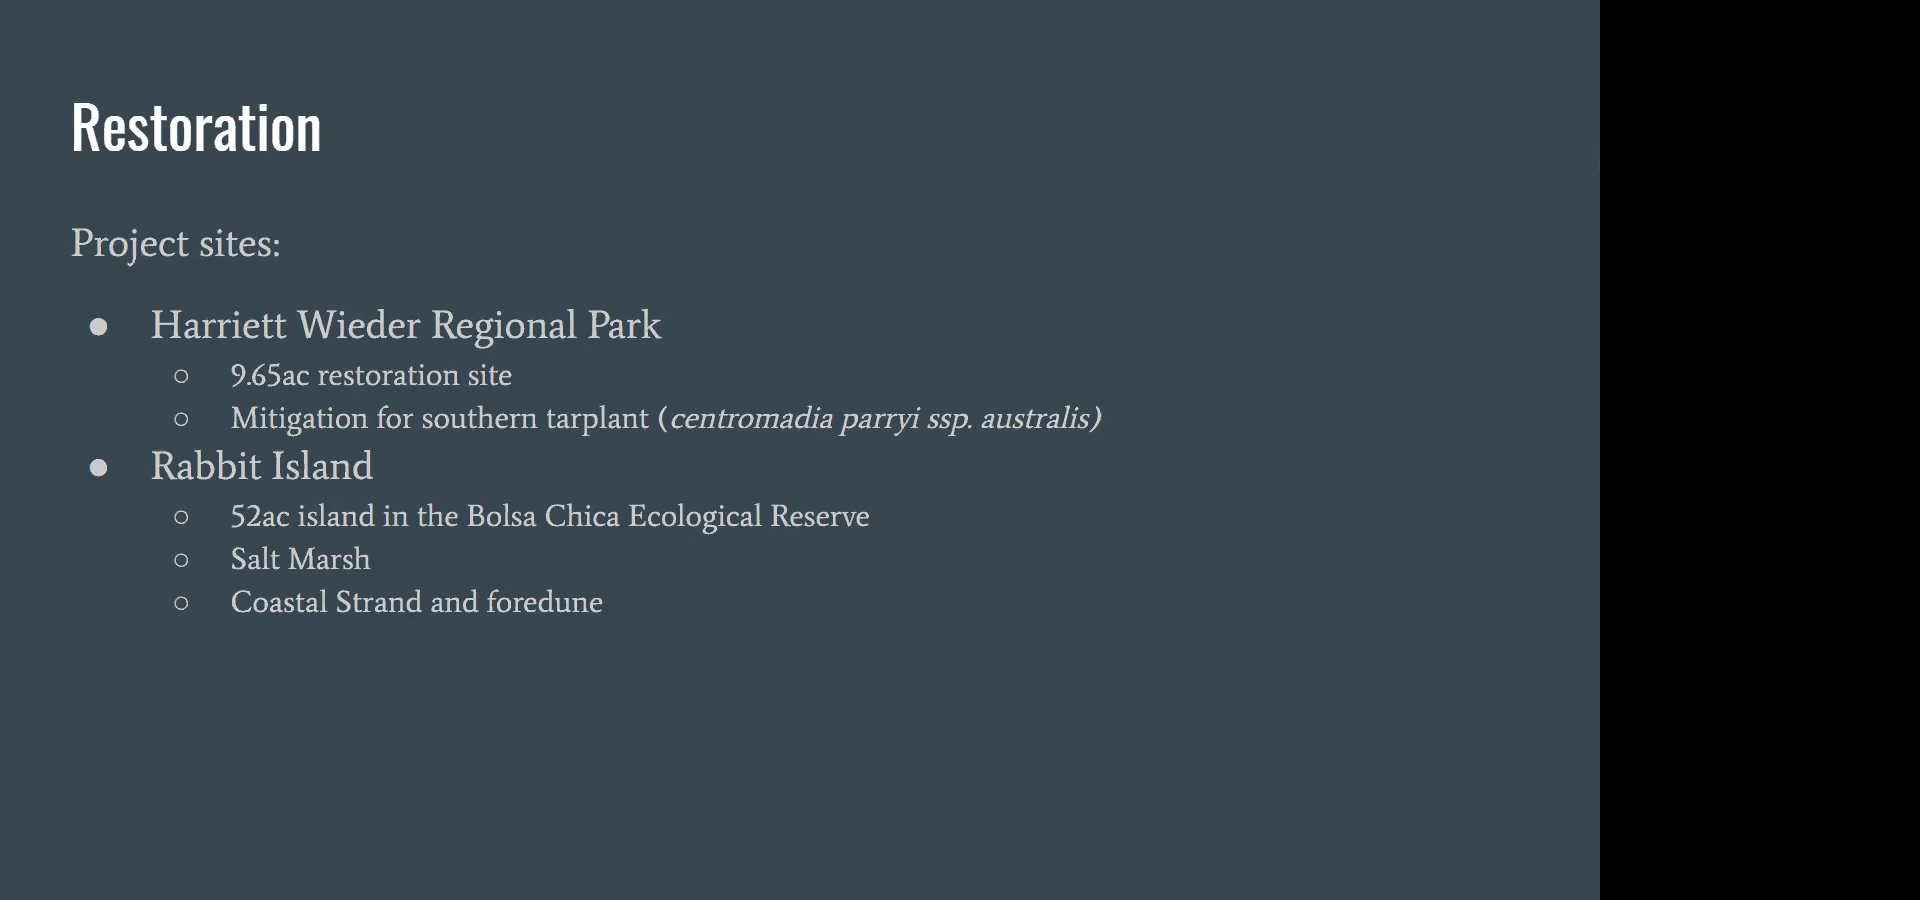 Restoration
Project sites:
● Harriett Wieder Regional Park
○ 9.65ac restoration site
○ Mitigation for southern tarplant (centromadia parryi ssp. australis)
● Rabbit Island
○ 52ac island in the Bolsa Chica Ecological Reserve
○ Salt Marsh
○ Coastal Strand and foredune